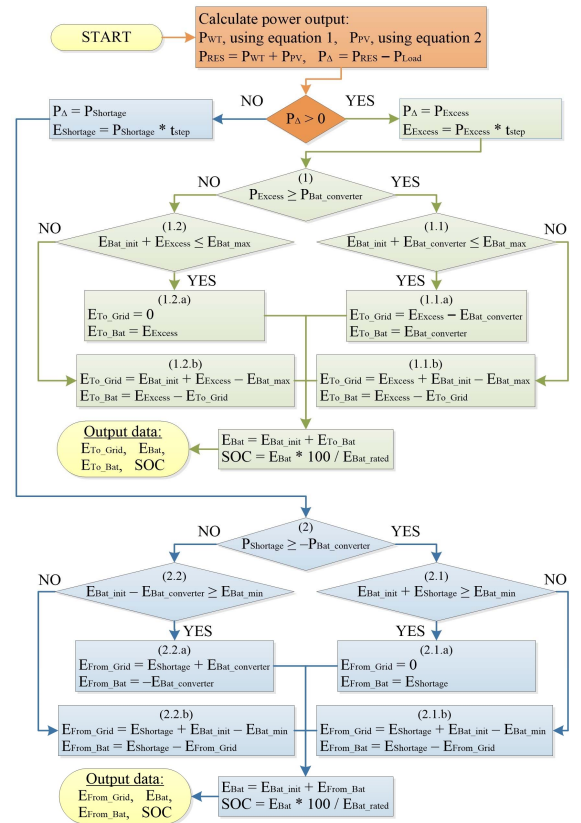 START
Calculate power output:
PWT, using equation 1, PPV, using equation 2
PRES = PWT + PPV, PΔ = PRES − PLoad
NO
PΔ > 0
YES
PΔ = PShortage
EShortage = PShortage * tstep
PΔ = PExcess
EExcess = PExcess * tstep
NO
(1)
PExcess ≥ PBat_converter
YES
NO
(1.2)
EBat_init + EExcess ≤ EBat_max
(1.1)
EBat_init + EBat_converter ≤ EBat_max
NO
YES
YES
(1.2.a)
ETo_Grid = 0
ETo_Bat = EExcess
(1.1.a)
ETo_Grid = EExcess − EBat_converter
ETo_Bat = EBat_converter
(1.2.b)
ETo_Grid = EBat_init + EExcess − EBat_max
ETo_Bat = EExcess − ETo_Grid
(1.1.b)
ETo_Grid = EExcess + EBat_init − EBat_max
ETo_Bat = EExcess − ETo_Grid
Output data:
ETo_Grid, EBat,
ETo_Bat, SOC
EBat = EBat_init + ETo_Bat
SOC = EBat * 100 / EBat_rated
NO
(2)
PShortage ≥ −PBat_converter
YES
NO
(2.2)
EBat_init − EBat_converter ≥ EBat_min
(2.1)
EBat_init + EShortage ≥ EBat_min
NO
YES
YES
(2.2.a)
EFrom_Grid = EShortage + EBat_converter
EFrom_Bat = −EBat_converter
(2.1.a)
EFrom_Grid = 0
EFrom_Bat = EShortage
(2.2.b)
EFrom_Grid = EShortage + EBat_init − EBat_min
EFrom_Bat = EShortage − EFrom_Grid
(2.1.b)
EFrom_Grid = EShortage + EBat_init − EBat_min
EFrom_Bat = EShortage − EFrom_Grid
Output data:
EFrom_Grid, EBat,
EFrom_Bat, SOC
EBat = EBat_init + EFrom_Bat
SOC = EBat * 100 / EBat_rated